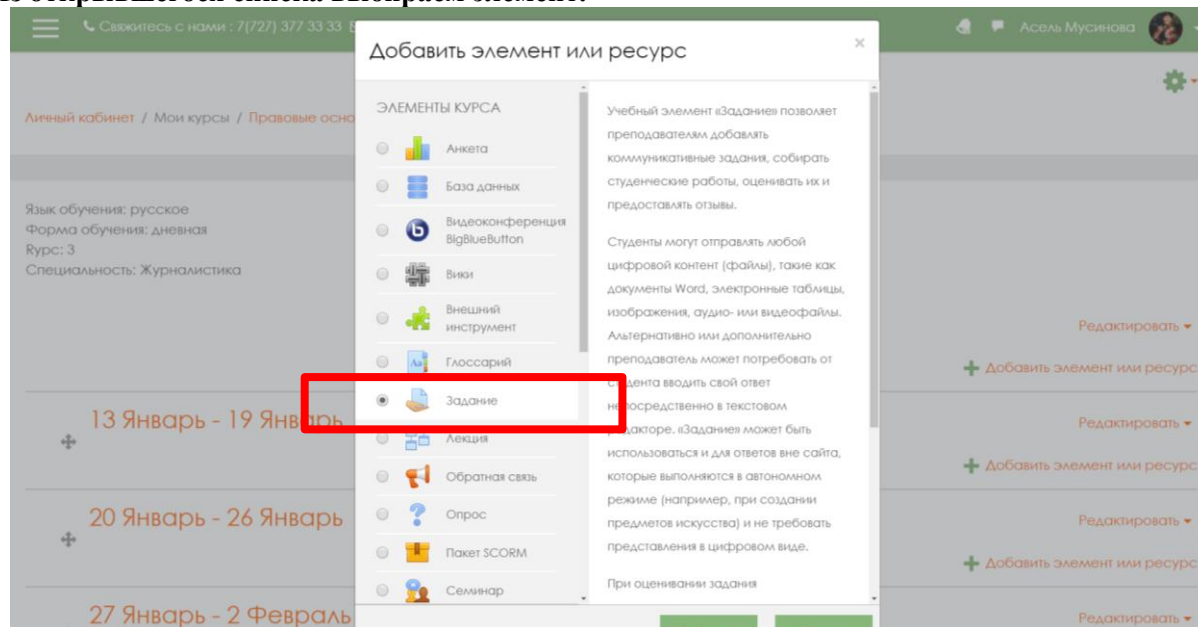 Из открывшегося списка выбираем элемент:
Свяжитесь с нами : 7(727) 377 33 33
Асель Мусинова
Добавить элемент или ресурс
×
Личный кабинет / Мои курсы / Правовые осно
Язык обучения: русское
Форма обучения: дневная
Rурс: 3
Специальность: Журналистика
ЭЛЕМЕНТЫ КУРСА
Анкета
База данных
Видеоконференция
BigBlueButton
Вики
Внешний
инструмент
Глоссарий
Задание
Лекция
Обратная связь
Опрос
Пакет SCORM
Семинар
Учебный элемент «Задание» позволяет
преподавателям добавлять
коммуникативные задания, собирать
студенческие работы, оценивать их и
предоставлять отзывы.
Студенты могут отправлять любой
цифровой контент (файлы), такие как
документы Word, электронные таблицы,
изображения, аудио- или видеофайлы.
Альтернативно или дополнительно
преподаватель может потребовать от
студента вводить свой ответ
непосредственно в текстовом
редакторе. «Задание» может быть
использоваться и для ответов вне сайта,
которые выполняются в автономном
режиме (например, при создании
предметов искусства) и не требовать
представления в цифровом виде.
При оценивании задания
Редактировать
Добавить элемент или ресурс
13 Январь - 19 Январь
Редактировать
Добавить элемент или ресурс
20 Январь - 26 Январь
Редактировать
Добавить элемент или ресурс
27 Январь - 2 Февраль
Редактировать